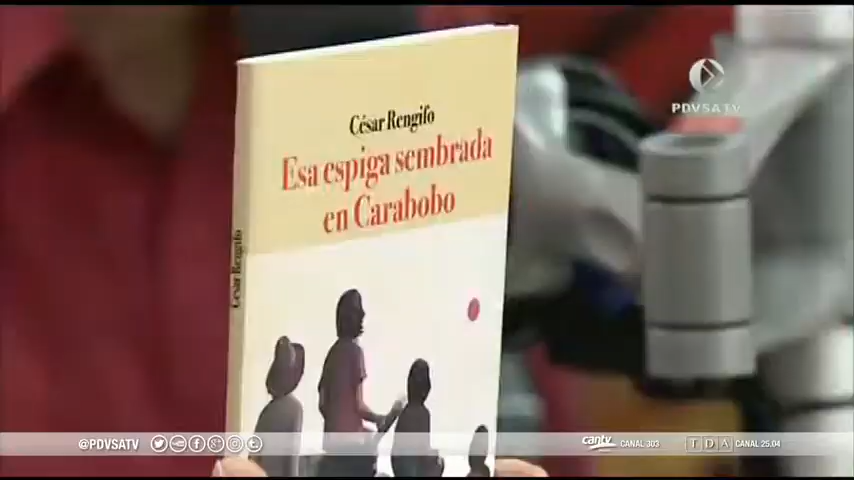 PDVSA TV
César Rengifo
Esa espiga sembrada
en Carabobo
César Rengifo
@PDVSATV
cantv CANAL 303
TDA CANAL 25.04